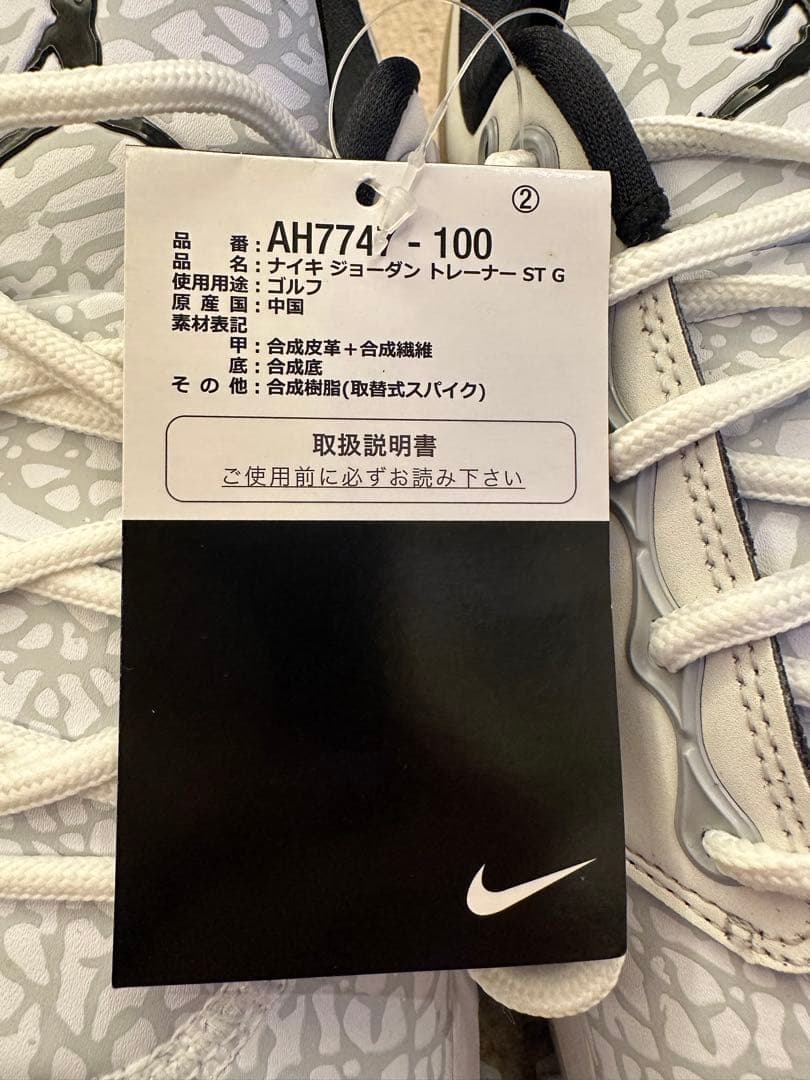 ②
品番:AH7747-100
品名:ナイキ ジョーダン トレーナー ST G
使用用途:ゴルフ
原産国:中国
素材表記
甲:合成皮革+合成繊維
底:合成底
その他:合成樹脂(取替式スパイク)
取扱説明書
ご使用前に必ずお読み下さい